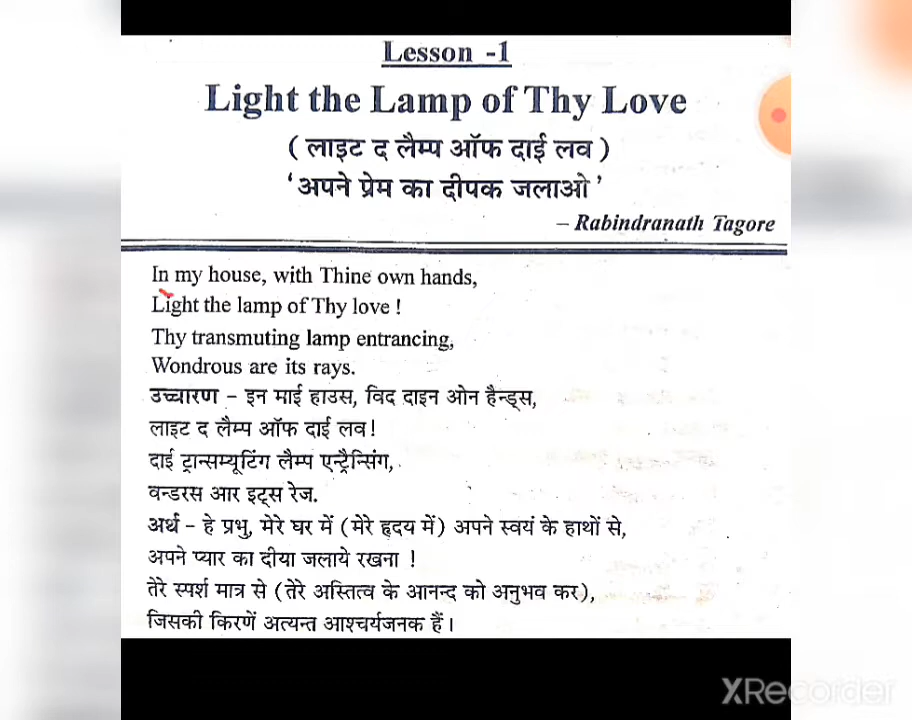 Lesson -1
Light the Lamp of Thy Love
( लाइट द लैम्प ऑफ दाई लव )
‘अपने प्रेम का दीपक जलाओ’
– Rabindranath Tagore
In my house, with Thine own hands,
Light the lamp of Thy love !
Thy transmuting lamp entrancing,
Wondrous are its rays.
उच्चारण – इन माई हाउस, विद दाइन ओन हैन्ड्स,
लाइट द लैम्प ऑफ दाई लव!
दाई ट्रान्सम्यूटिंग लैम्प एन्ट्रैन्सिंग,
वन्डरस आर इट्स रेज.
अर्थ – हे प्रभु, मेरे घर में (मेरे हृदय में) अपने स्वयं के हाथों से,
अपने प्यार का दीया जलाये रखना !
तेरे स्पर्श मात्र से (तेरे अस्तित्व के आनन्द को अनुभव कर),
जिसकी किरणें अत्यन्त आश्चर्यजनक हैं।
XRecorder